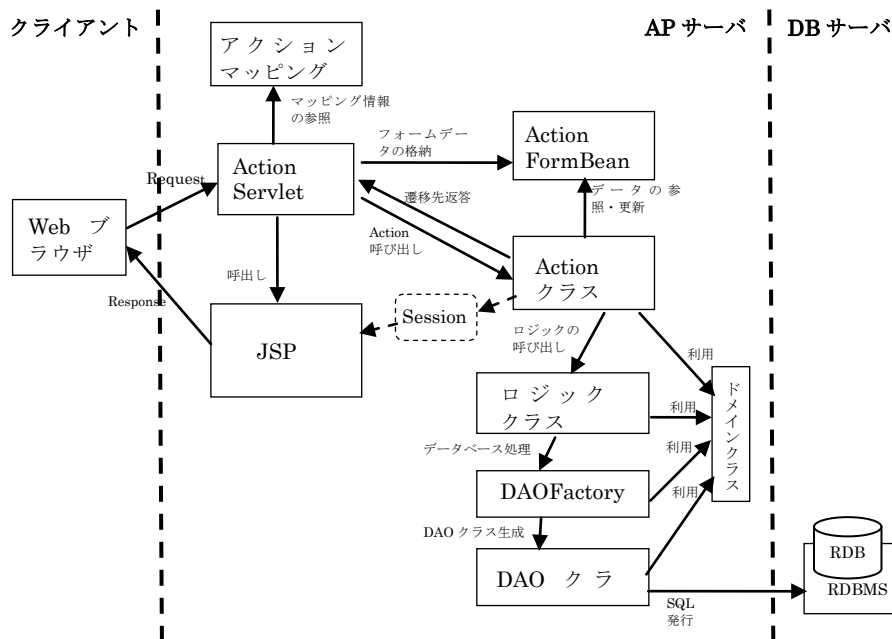 クライアント
AP サーバ
DB サーバ
アクション
マッピング
マッピング情報
の参照
フォームデー
タの格納
Action
FormBean
Action
Servlet
Request
遷移先返答
データの参
照・更新
Web ブ
ラウザ
Action
呼び出し
Action
クラス
呼出し
Response
Session
JSP
ロジックの
呼び出し
利用
ロジック
クラス
利用
ドメインクラス
データベース処理
利用
DAOFactory
利用
DAO クラス生成
DAO クラ
RDB
RDBMS
SQL
発行